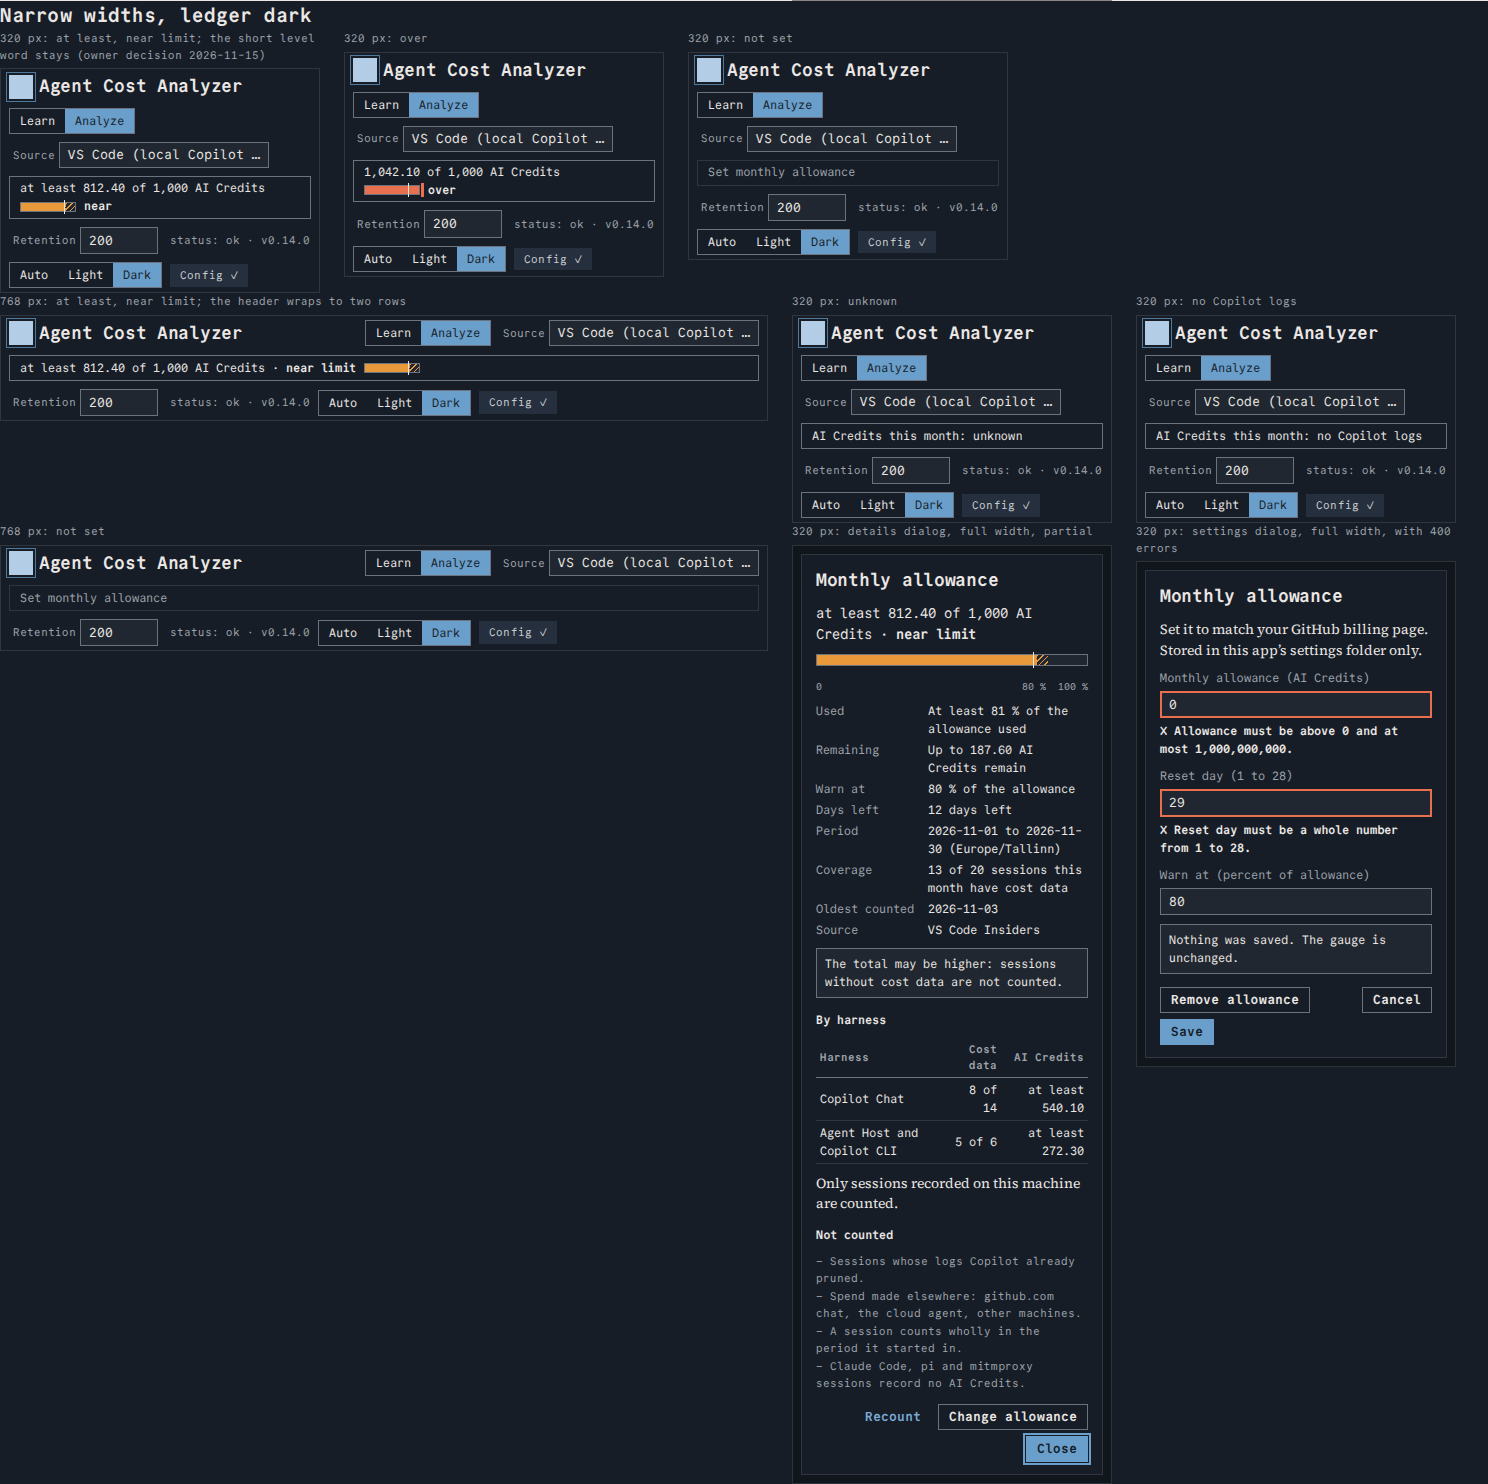 Narrow widths, ledger dark
320 px: at least, near limit; the short level
word stays (owner decision 2026-11-15)
Agent Cost Analyzer
Learn Analyze
Source VS Code (local Copilot …
at least 812.40 of 1,000 AI Credits
near
Retention 200 status: ok · v0.14.0
Auto Light Dark Config ✓
320 px: over
Agent Cost Analyzer
Learn Analyze
Source VS Code (local Copilot …
1,042.10 of 1,000 AI Credits
over
Retention 200 status: ok · v0.14.0
Auto Light Dark Config ✓
320 px: not set
Agent Cost Analyzer
Learn Analyze
Source VS Code (local Copilot …
Set monthly allowance
Retention 200 status: ok · v0.14.0
Auto Light Dark Config ✓
768 px: at least, near limit; the header wraps to two rows
Agent Cost Analyzer Learn Analyze Source VS Code (local Copilot …
at least 812.40 of 1,000 AI Credits · near limit
Retention 200 status: ok · v0.14.0 Auto Light Dark Config ✓
320 px: unknown
Agent Cost Analyzer
Learn Analyze
Source VS Code (local Copilot …
AI Credits this month: unknown
Retention 200 status: ok · v0.14.0
Auto Light Dark Config ✓
320 px: no Copilot logs
Agent Cost Analyzer
Learn Analyze
Source VS Code (local Copilot …
AI Credits this month: no Copilot logs
Retention 200 status: ok · v0.14.0
Auto Light Dark Config ✓
768 px: not set
Agent Cost Analyzer Learn Analyze Source VS Code (local Copilot …
Set monthly allowance
Retention 200 status: ok · v0.14.0 Auto Light Dark Config ✓
320 px: details dialog, full width, partial
Monthly allowance
at least 812.40 of 1,000 AI
Credits · near limit
0 80 % 100 %
Used At least 81 % of the
allowance used
Remaining Up to 187.60 AI
Credits remain
Warn at 80 % of the allowance
Days left 12 days left
Period 2026-11-01 to 2026-11-
30 (Europe/Tallinn)
Coverage 13 of 20 sessions this
month have cost data
Oldest counted 2026-11-03
Source VS Code Insiders
The total may be higher: sessions
without cost data are not counted.
By harness
Harness Cost data AI Credits
Copilot Chat 8 of 14 at least 540.10
Agent Host and Copilot CLI 5 of 6 at least 272.30
Only sessions recorded on this machine
are counted.
Not counted
– Sessions whose logs Copilot already
pruned.
– Spend made elsewhere: github.com
chat, the cloud agent, other machines.
– A session counts wholly in the
period it started in.
– Claude Code, pi and mitmproxy
sessions record no AI Credits.
Recount Change allowance
Close
320 px: settings dialog, full width, with 400
errors
Monthly allowance
Set it to match your GitHub billing page.
Stored in this app’s settings folder only.
Monthly allowance (AI Credits)
0
X Allowance must be above 0 and at
most 1,000,000,000.
Reset day (1 to 28)
29
X Reset day must be a whole number
from 1 to 28.
Warn at (percent of allowance)
80
Nothing was saved. The gauge is
unchanged.
Remove allowance Cancel
Save